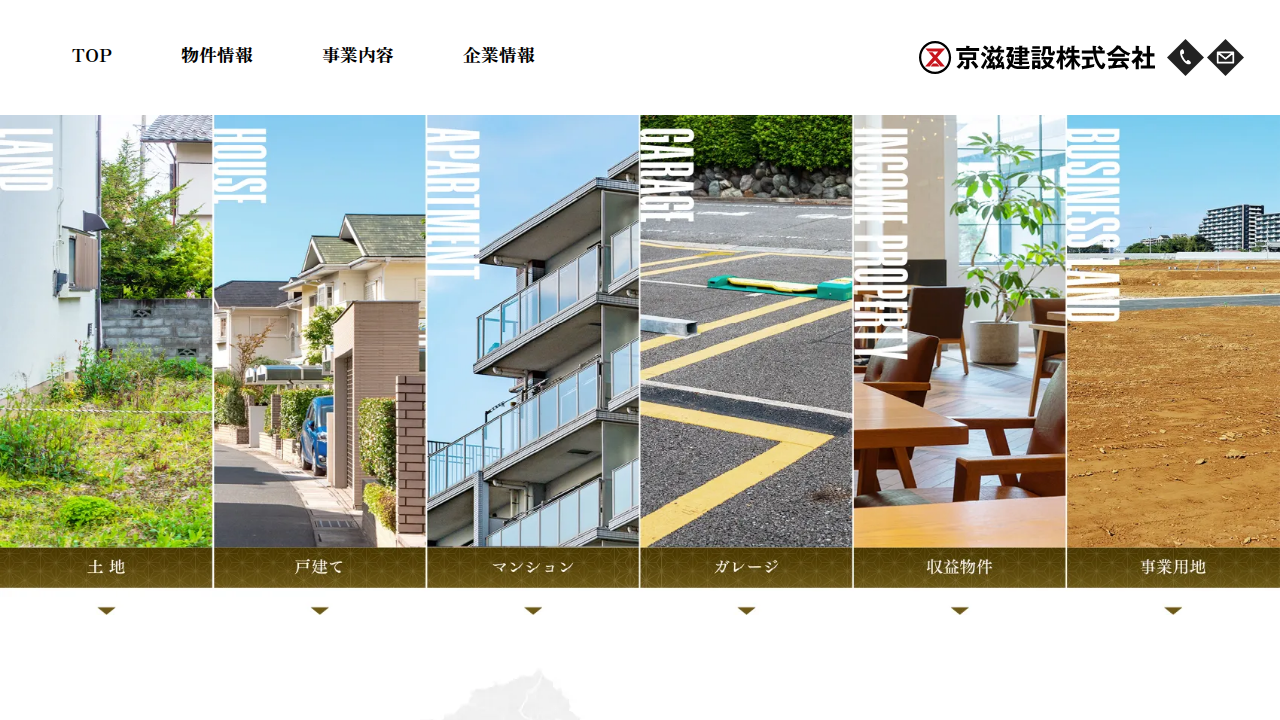 TOP
物件情報
事業内容
企業情報
京滋建設株式会社
LAND
HOUSE
APARTMENT
GARAGE
INCOME PROPERTY
BUSINESS LAND
土 地
戸建て
マンション
ガレージ
収益物件
事業用地